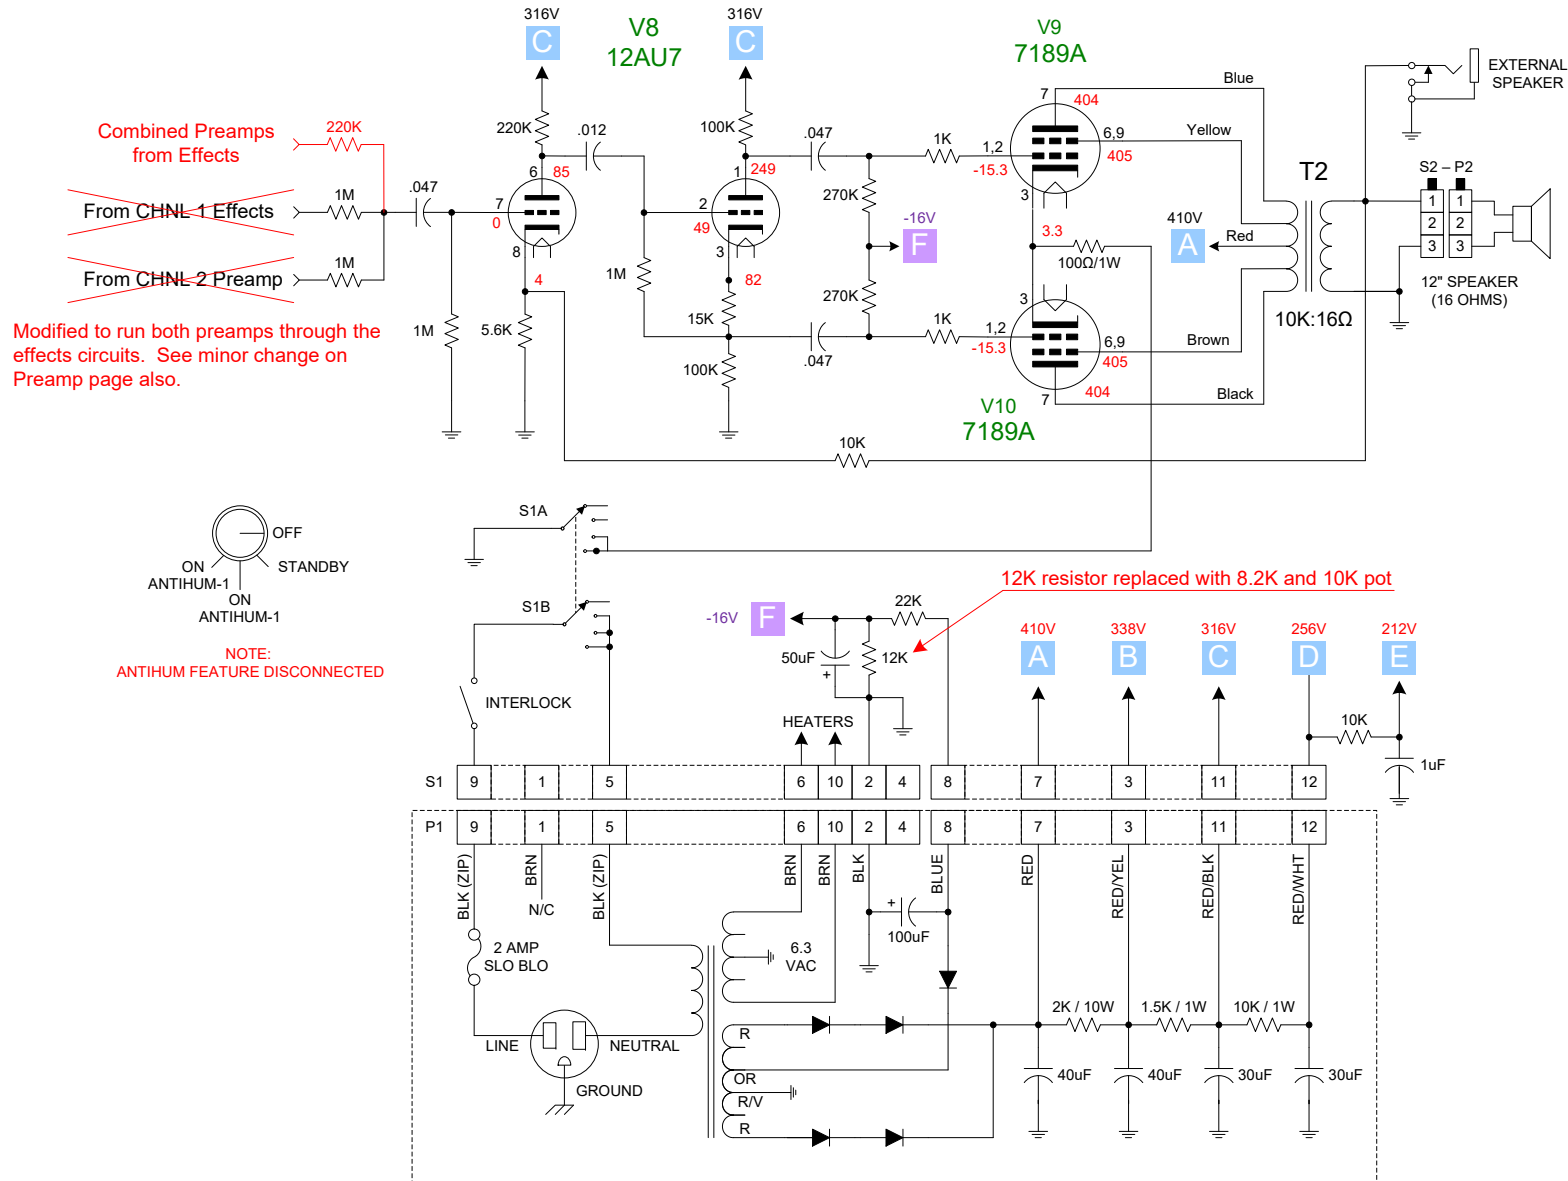 316V
C
V8
12AU7
316V
C
V9
7189A
Blue
EXTERNAL
SPEAKER
Combined Preamps
from Effects
220K
220K
.012
100K
.047
1K
7
404
6,9
Yellow
405
1,2
-15.3
3
From CHNL 1 Effects
1M
.047
6
85
7
0
8
4
1
249
2
49
3
82
270K
-16V
F
3.3
100Ω/1W
410V
A
Red
T2
S2 – P2
1
1
2
2
3
3
12" SPEAKER
(16 OHMS)
From CHNL 2 Preamp
1M
1M
270K
15K
3
10K:16Ω
Modified to run both preamps through the
effects circuits.  See minor change on
Preamp page also.
1M
5.6K
100K
.047
1K
1,2
-15.3
6,9
405
Brown
404
7
Black
V10
7189A
10K
S1A
OFF
STANDBY
ON
ANTIHUM-1
ON
ANTIHUM-1
NOTE:
ANTIHUM FEATURE DISCONNECTED
S1B
INTERLOCK
12K resistor replaced with 8.2K and 10K pot
-16V
F
22K
50uF
+
12K
HEATERS
410V
A
338V
B
316V
C
256V
D
212V
E
10K
1uF
S1
9
1
5
6
10
2
4
8
7
3
11
12
P1
9
1
5
6
10
2
4
8
7
3
11
12
BLK (ZIP)
BRN
N/C
BLK (ZIP)
BRN
BRN
BLK
BLUE
RED
RED/YEL
RED/BLK
RED/WHT
2 AMP
SLO BLO
6.3
VAC
+
100uF
LINE
NEUTRAL
GROUND
R
OR
R/V
R
2K / 10W
1.5K / 1W
10K / 1W
40uF
40uF
30uF
30uF